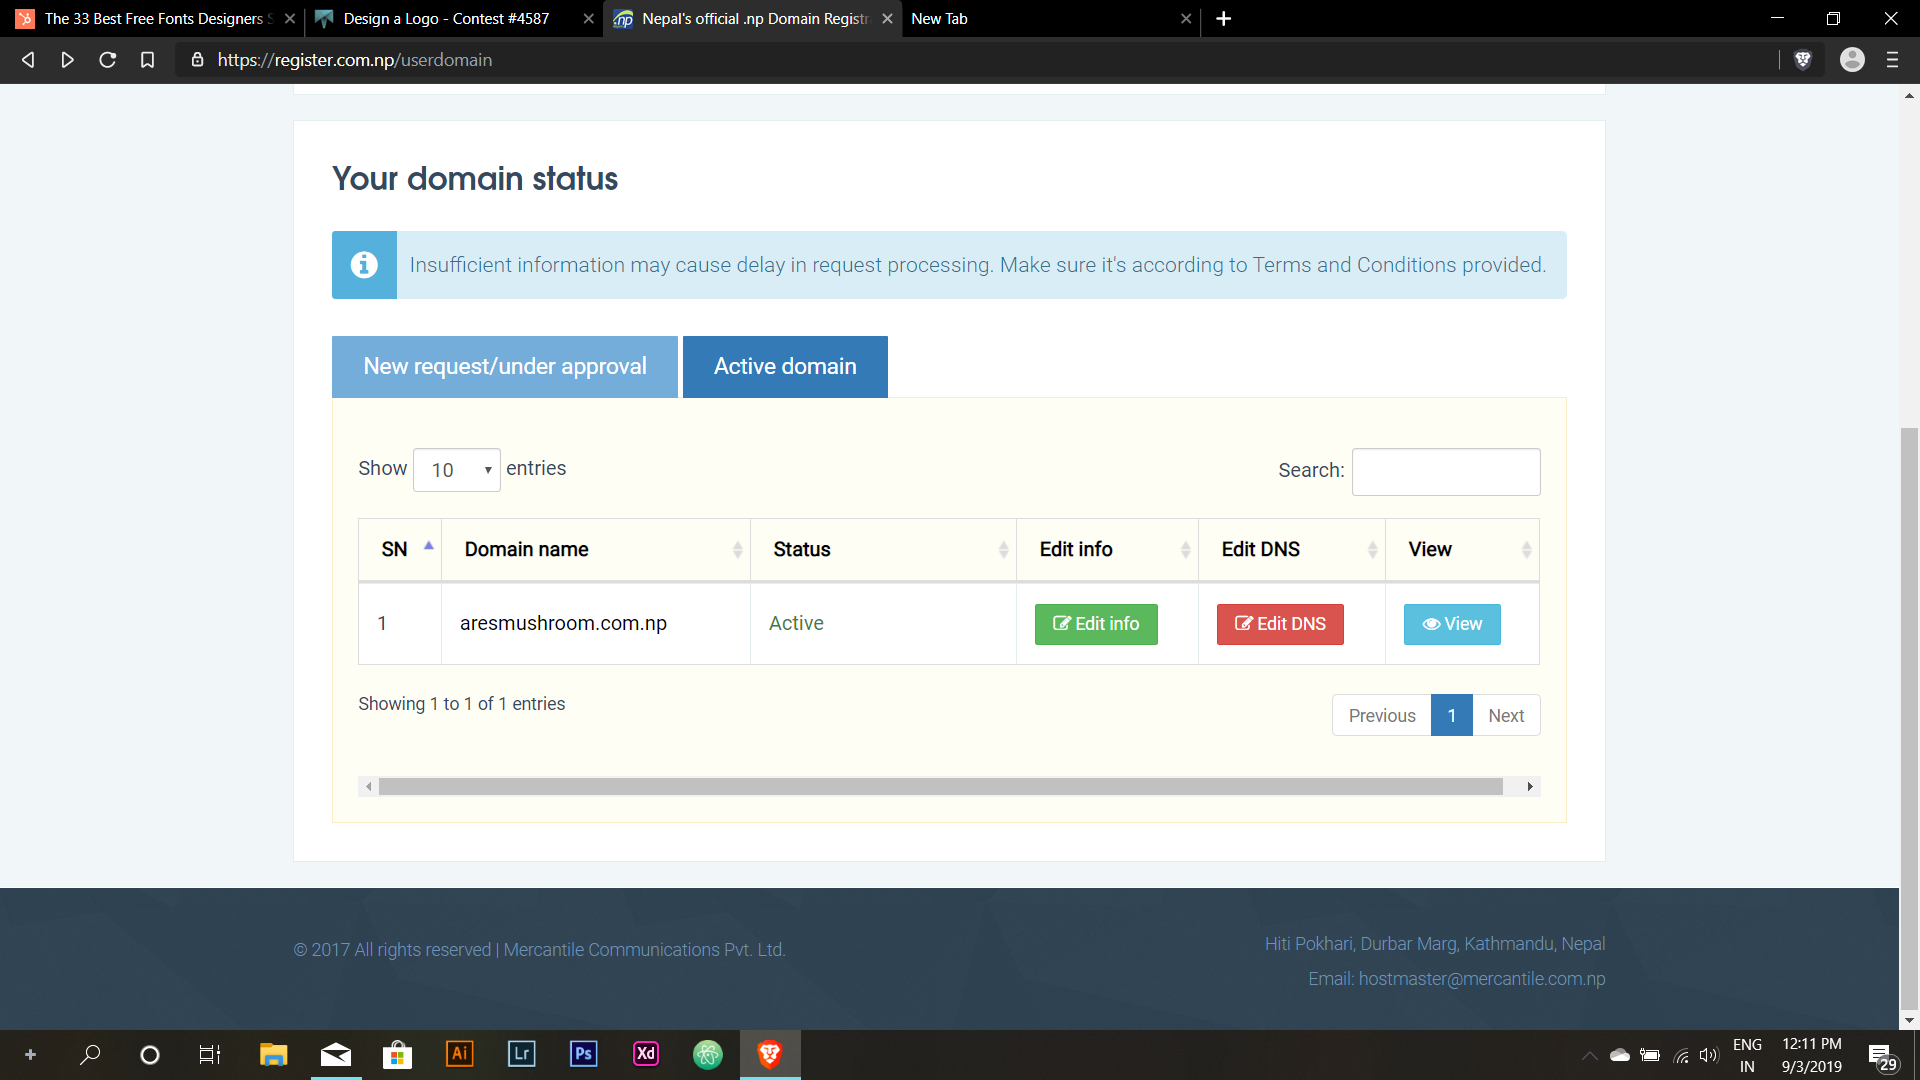 The 33 Best Free Fonts Designers
Design a Logo - Contest #4587
Nepal's official .np Domain Registr
New Tab
https://register.com.np/userdomain
Your domain status
Insufficient information may cause delay in request processing. Make sure it's according to Terms and Conditions provided.
New request/under approval
Active domain
Show 10 entries
Search:
SN Domain name Status Edit info Edit DNS View
1 aresmushroom.com.np Active Edit info Edit DNS View
Showing 1 to 1 of 1 entries
Previous 1 Next
© 2017 All rights reserved | Mercantile Communications Pvt. Ltd.
Hiti Pokhari, Durbar Marg, Kathmandu, Nepal
Email: hostmaster@mercantile.com.np
Ai Lr Ps Xd
ENG
IN
12:11 PM
9/3/2019
29